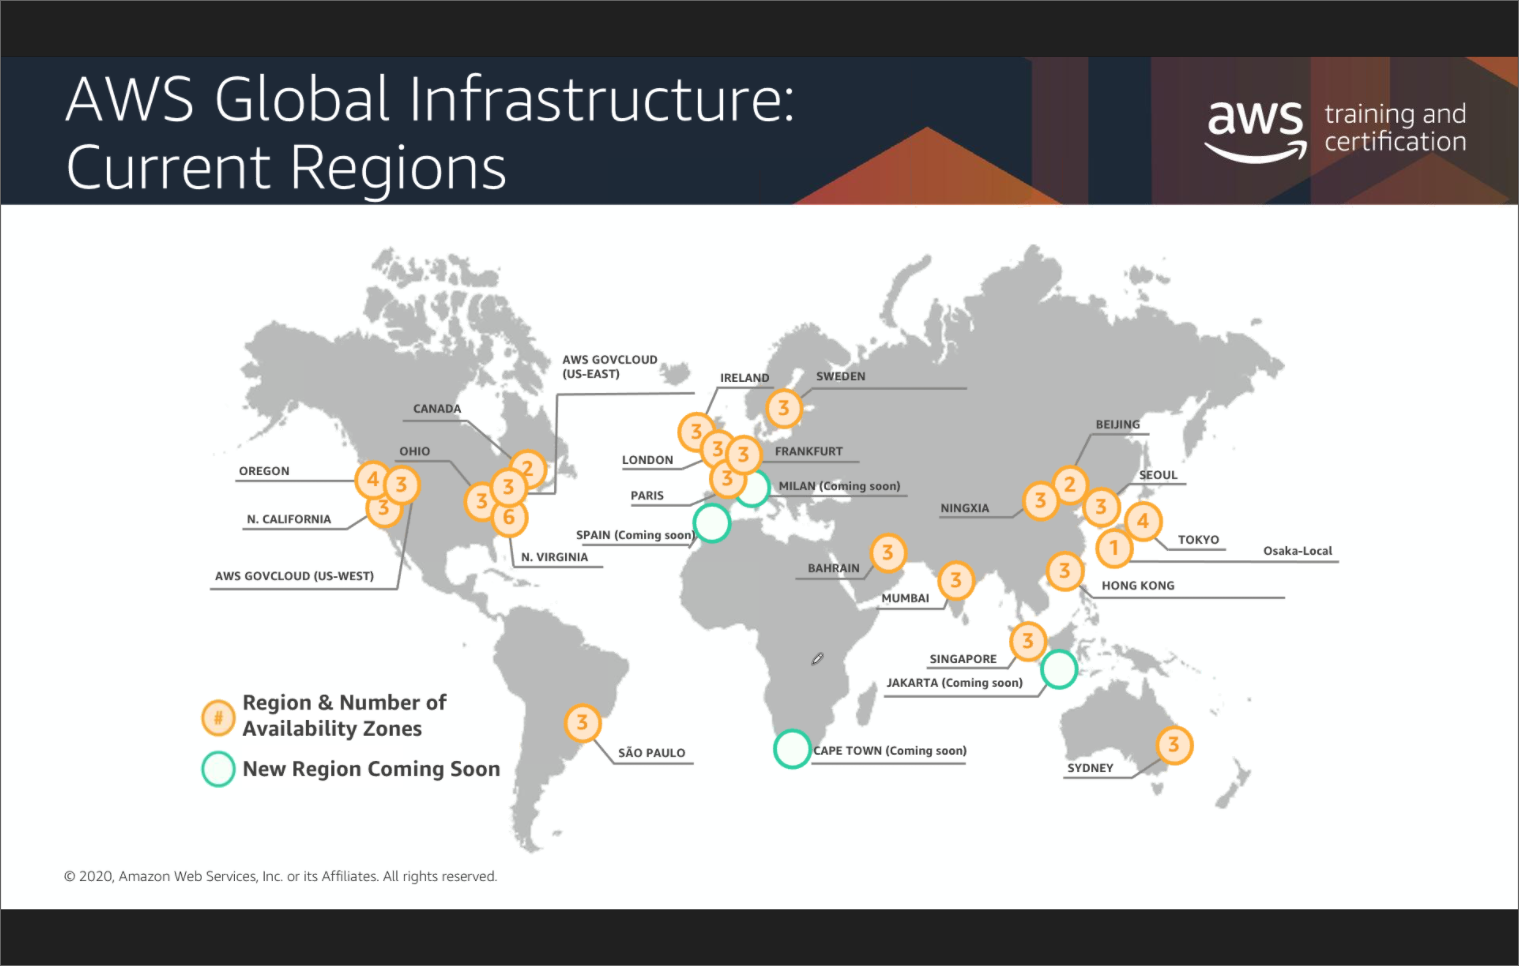 AWS Global Infrastructure:
Current Regions
aws
training and
certification
AWS GOVCLOUD
(US-EAST)
IRELAND
SWEDEN
3
CANADA
3
BEIJING
OHIO
3
3
FRANKFURT
LONDON
OREGON
4
3
2
3
MILAN (Coming soon)
SEOUL
2
PARIS
3
3
3
3
N. CALIFORNIA
3
6
NINGXIA
3
4
SPAIN (Coming soon)
TOKYO
N. VIRGINIA
1
Osaka-Local
3
BAHRAIN
AWS GOVCLOUD (US-WEST)
3
3
HONG KONG
MUMBAI
3
SINGAPORE
JAKARTA (Coming soon)
# Region & Number of
Availability Zones
3
SÃO PAULO
CAPE TOWN (Coming soon)
3
SYDNEY
New Region Coming Soon
© 2020, Amazon Web Services, Inc. or its Affiliates. All rights reserved.